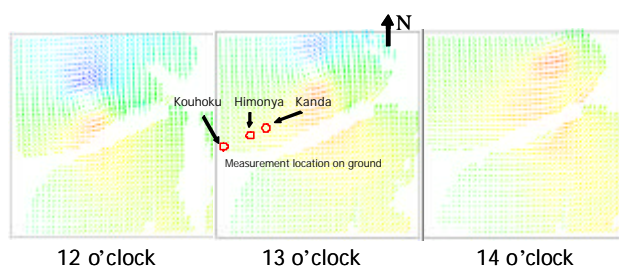 N
Kouhoku Himonya Kanda
Measurement location on ground
12 o'clock 13 o'clock 14 o'clock